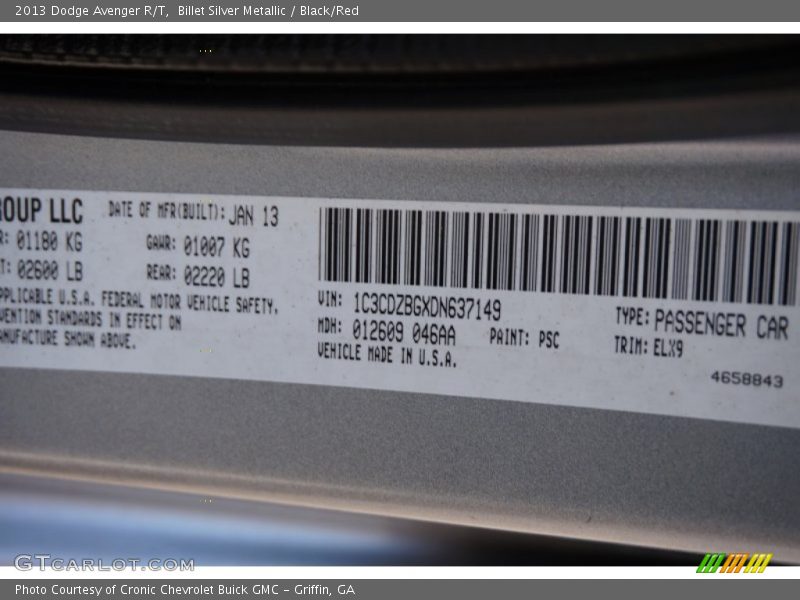 2013 Dodge Avenger R/T, Billet Silver Metallic / Black/Red
GROUP LLC DATE OF MFR(BUILT): JAN 13
R: 01180 KG GAWR: 01007 KG
T: 02600 LB REAR: 02220 LB
PPLICABLE U.S.A. FEDERAL MOTOR VEHICLE SAFETY,
VENTION STANDARDS IN EFFECT ON
ANUFACTURE SHOWN ABOVE.
VIN: 1C3CDZBGXDN637149 TYPE: PASSENGER CAR
MDH: 012609 046AA PAINT: PSC TRIM: ELX9
VEHICLE MADE IN U.S.A.
4658843
GTCARLOT.COM
Photo Courtesy of Cronic Chevrolet Buick GMC – Griffin, GA